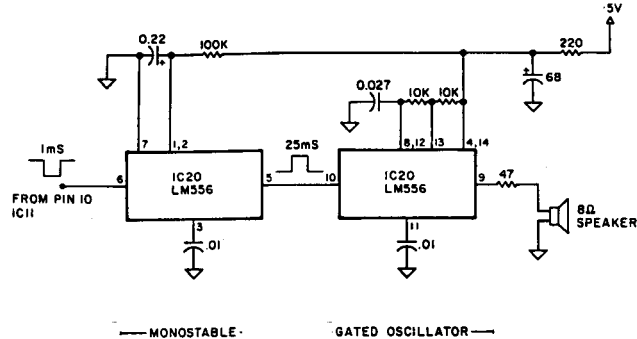 .5V
0.22
+
100K
220
+
68
0.027
10K
10K
1mS
7
1,2
25mS
8,12
13
4,14
6
IC20
LM556
5
10
IC20
LM556
9
47
FROM PIN 10
IC11
3
.01
11
.01
8Ω
SPEAKER
MONOSTABLE
GATED OSCILLATOR